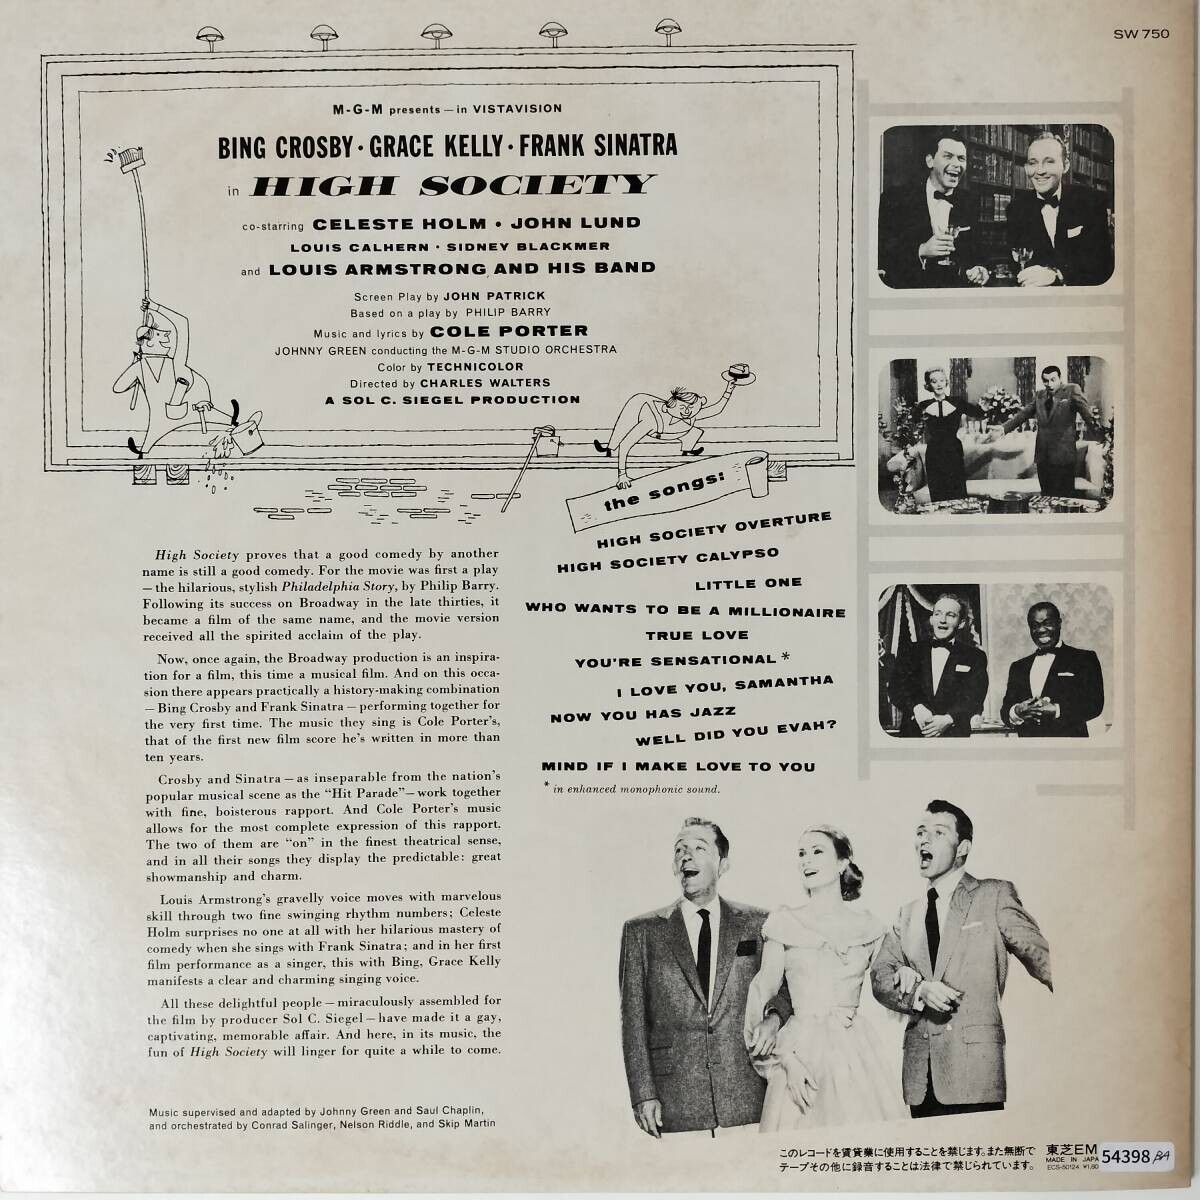 SW 750
M-G-M presents — in VISTAVISION
BING CROSBY · GRACE KELLY · FRANK SINATRA
in HIGH SOCIETY
co-starring CELESTE HOLM • JOHN LUND
LOUIS CALHERN · SIDNEY BLACKMER
and LOUIS ARMSTRONG AND HIS BAND
Screen Play by JOHN PATRICK
Based on a play by PHILIP BARRY
Music and lyrics by COLE PORTER
JOHNNY GREEN conducting the M-G-M STUDIO ORCHESTRA
Color by TECHNICOLOR
Directed by CHARLES WALTERS
A SOL C. SIEGEL PRODUCTION
the songs:
HIGH SOCIETY OVERTURE
HIGH SOCIETY CALYPSO
LITTLE ONE
WHO WANTS TO BE A MILLIONAIRE
TRUE LOVE
YOU'RE SENSATIONAL *
I LOVE YOU, SAMANTHA
NOW YOU HAS JAZZ
WELL DID YOU EVAH?
MIND IF I MAKE LOVE TO YOU
* in enhanced monophonic sound.
High Society proves that a good comedy by another
name is still a good comedy. For the movie was first a play
— the hilarious, stylish Philadelphia Story, by Philip Barry.
Following its success on Broadway in the late thirties, it
became a film of the same name, and the movie version
received all the spirited acclaim of the play.
Now, once again, the Broadway production is an inspira-
tion for a film, this time a musical film. And on this occa-
sion there appears practically a history-making combination
— Bing Crosby and Frank Sinatra — performing together for
the very first time. The music they sing is Cole Porter's,
that of the first new film score he's written in more than
ten years.
Crosby and Sinatra — as inseparable from the nation's
popular musical scene as the "Hit Parade" — work together
with fine, boisterous rapport. And Cole Porter's music
allows for the most complete expression of this rapport.
The two of them are "on" in the finest theatrical sense,
and in all their songs they display the predictable: great
showmanship and charm.
Louis Armstrong's gravelly voice moves with marvelous
skill through two fine swinging rhythm numbers; Celeste
Holm surprises no one at all with her hilarious mastery of
comedy when she sings with Frank Sinatra; and in her first
film performance as a singer, this with Bing, Grace Kelly
manifests a clear and charming singing voice.
All these delightful people — miraculously assembled for
the film by producer Sol C. Siegel — have made it a gay,
captivating, memorable affair. And here, in its music, the
fun of High Society will linger for quite a while to come.
Music supervised and adapted by Johnny Green and Saul Chaplin,
and orchestrated by Conrad Salinger, Nelson Riddle, and Skip Martin
このレコードを賃貸業に使用することを禁じます。また無断で
テープその他に録音することは法律で禁じられています。
東芝EM
MADE IN JAPA
ECS-50124 ¥1,80
54398 BA